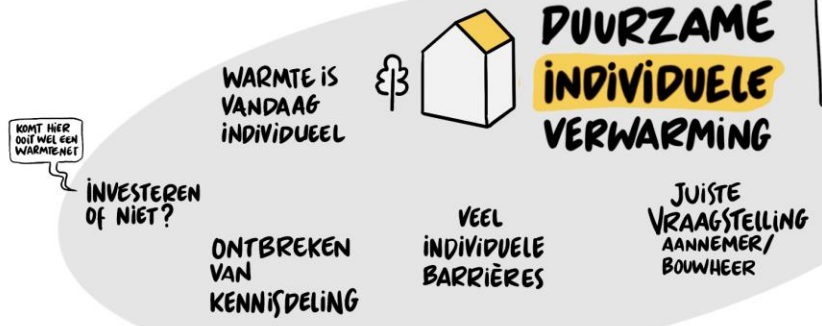 DUURZAME
INDIVIDUELE
VERWARMING
WARMTE IS
VANDAAG
INDIVIDUEEL
KOMT HIER
OOIT WEL EEN
WARMTENET
INVESTEREN
OF NIET?
ONTBREKEN
VAN
KENNISDELING
VEEL
INDIVIDUELE
BARRIÈRES
JUISTE
VRAAGSTELLING
AANNEMER/
BOUWHEER